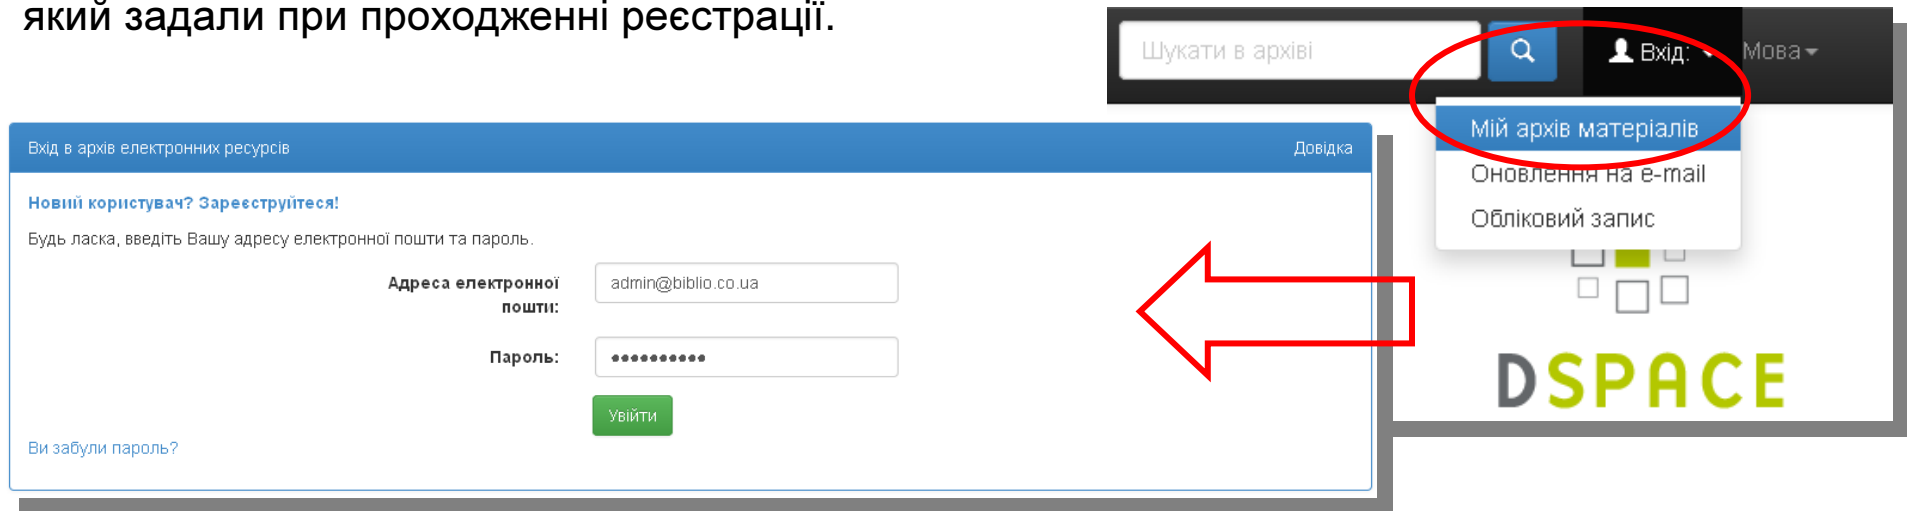 який задали при проходженні реєстрації.
Шукати в архіві
Вхід:
Мова
Мій архів матеріалів
Оновлення на e-mail
Обліковий запис
DSPACE
Вхід в архів електронних ресурсів
Довідка
Новий користувач? Зареєструйтеся!
Будь ласка, введіть Вашу адресу електронної пошти та пароль.
Адреса електронної
пошти:
admin@biblio.co.ua
Пароль:
••••••••••
Увійти
Ви забули пароль?